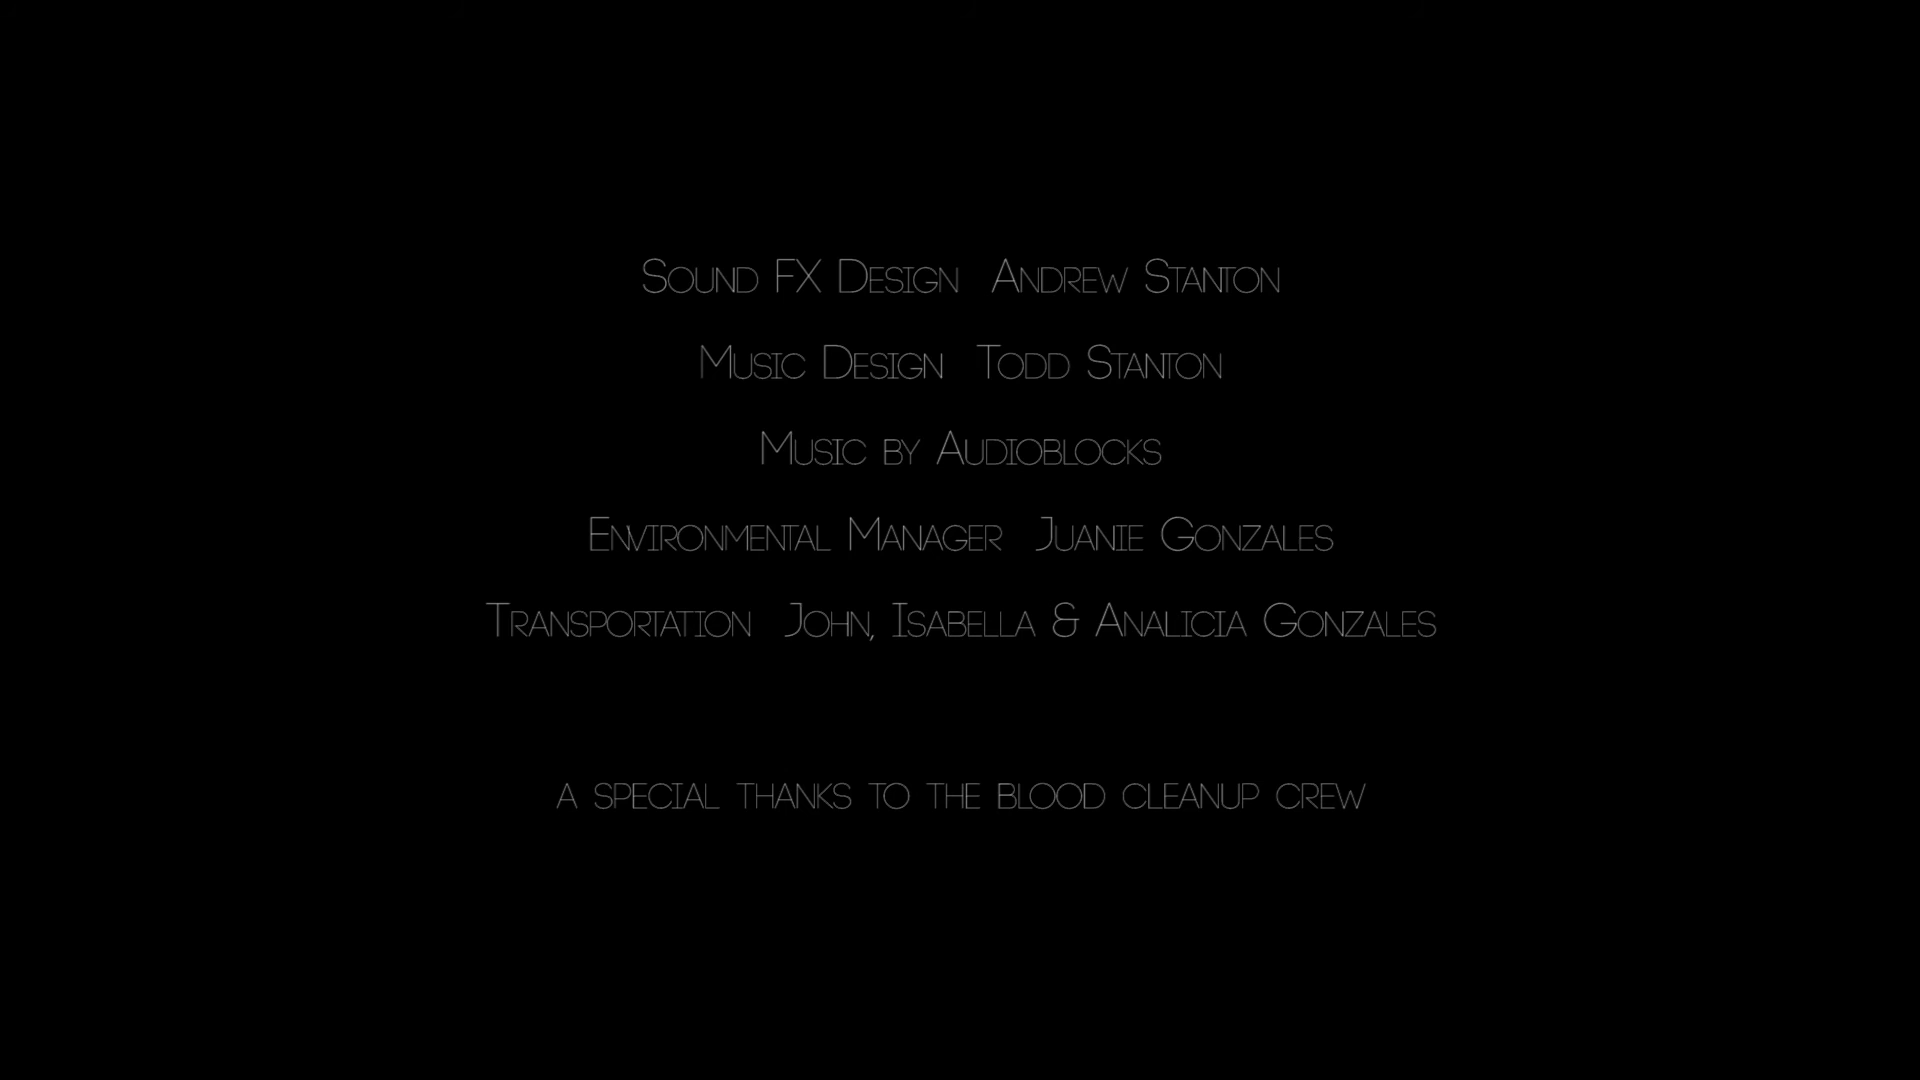 Sound FX Design  Andrew Stanton
Music Design  Todd Stanton
Music by Audioblocks
Environmental Manager  Juanie Gonzales
Transportation  John, Isabella & Analicia Gonzales
A SPECIAL THANKS TO THE BLOOD CLEANUP CREW